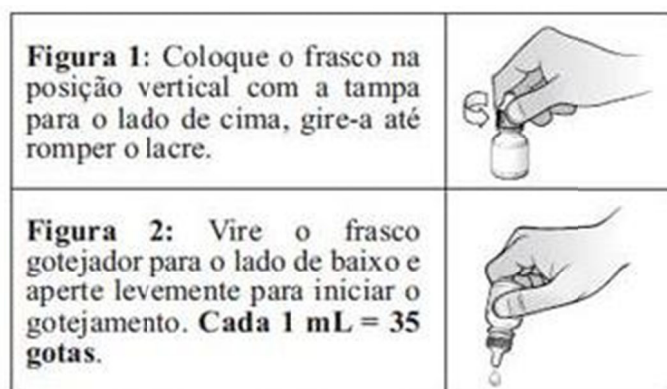 Figura 1: Coloque o frasco na
posição vertical com a tampa
para o lado de cima, gire-a até
romper o lacre.
Figura 2: Vire o frasco
gotejador para o lado de baixo e
aperte levemente para iniciar o
gotejamento. Cada 1 mL = 35
gotas.